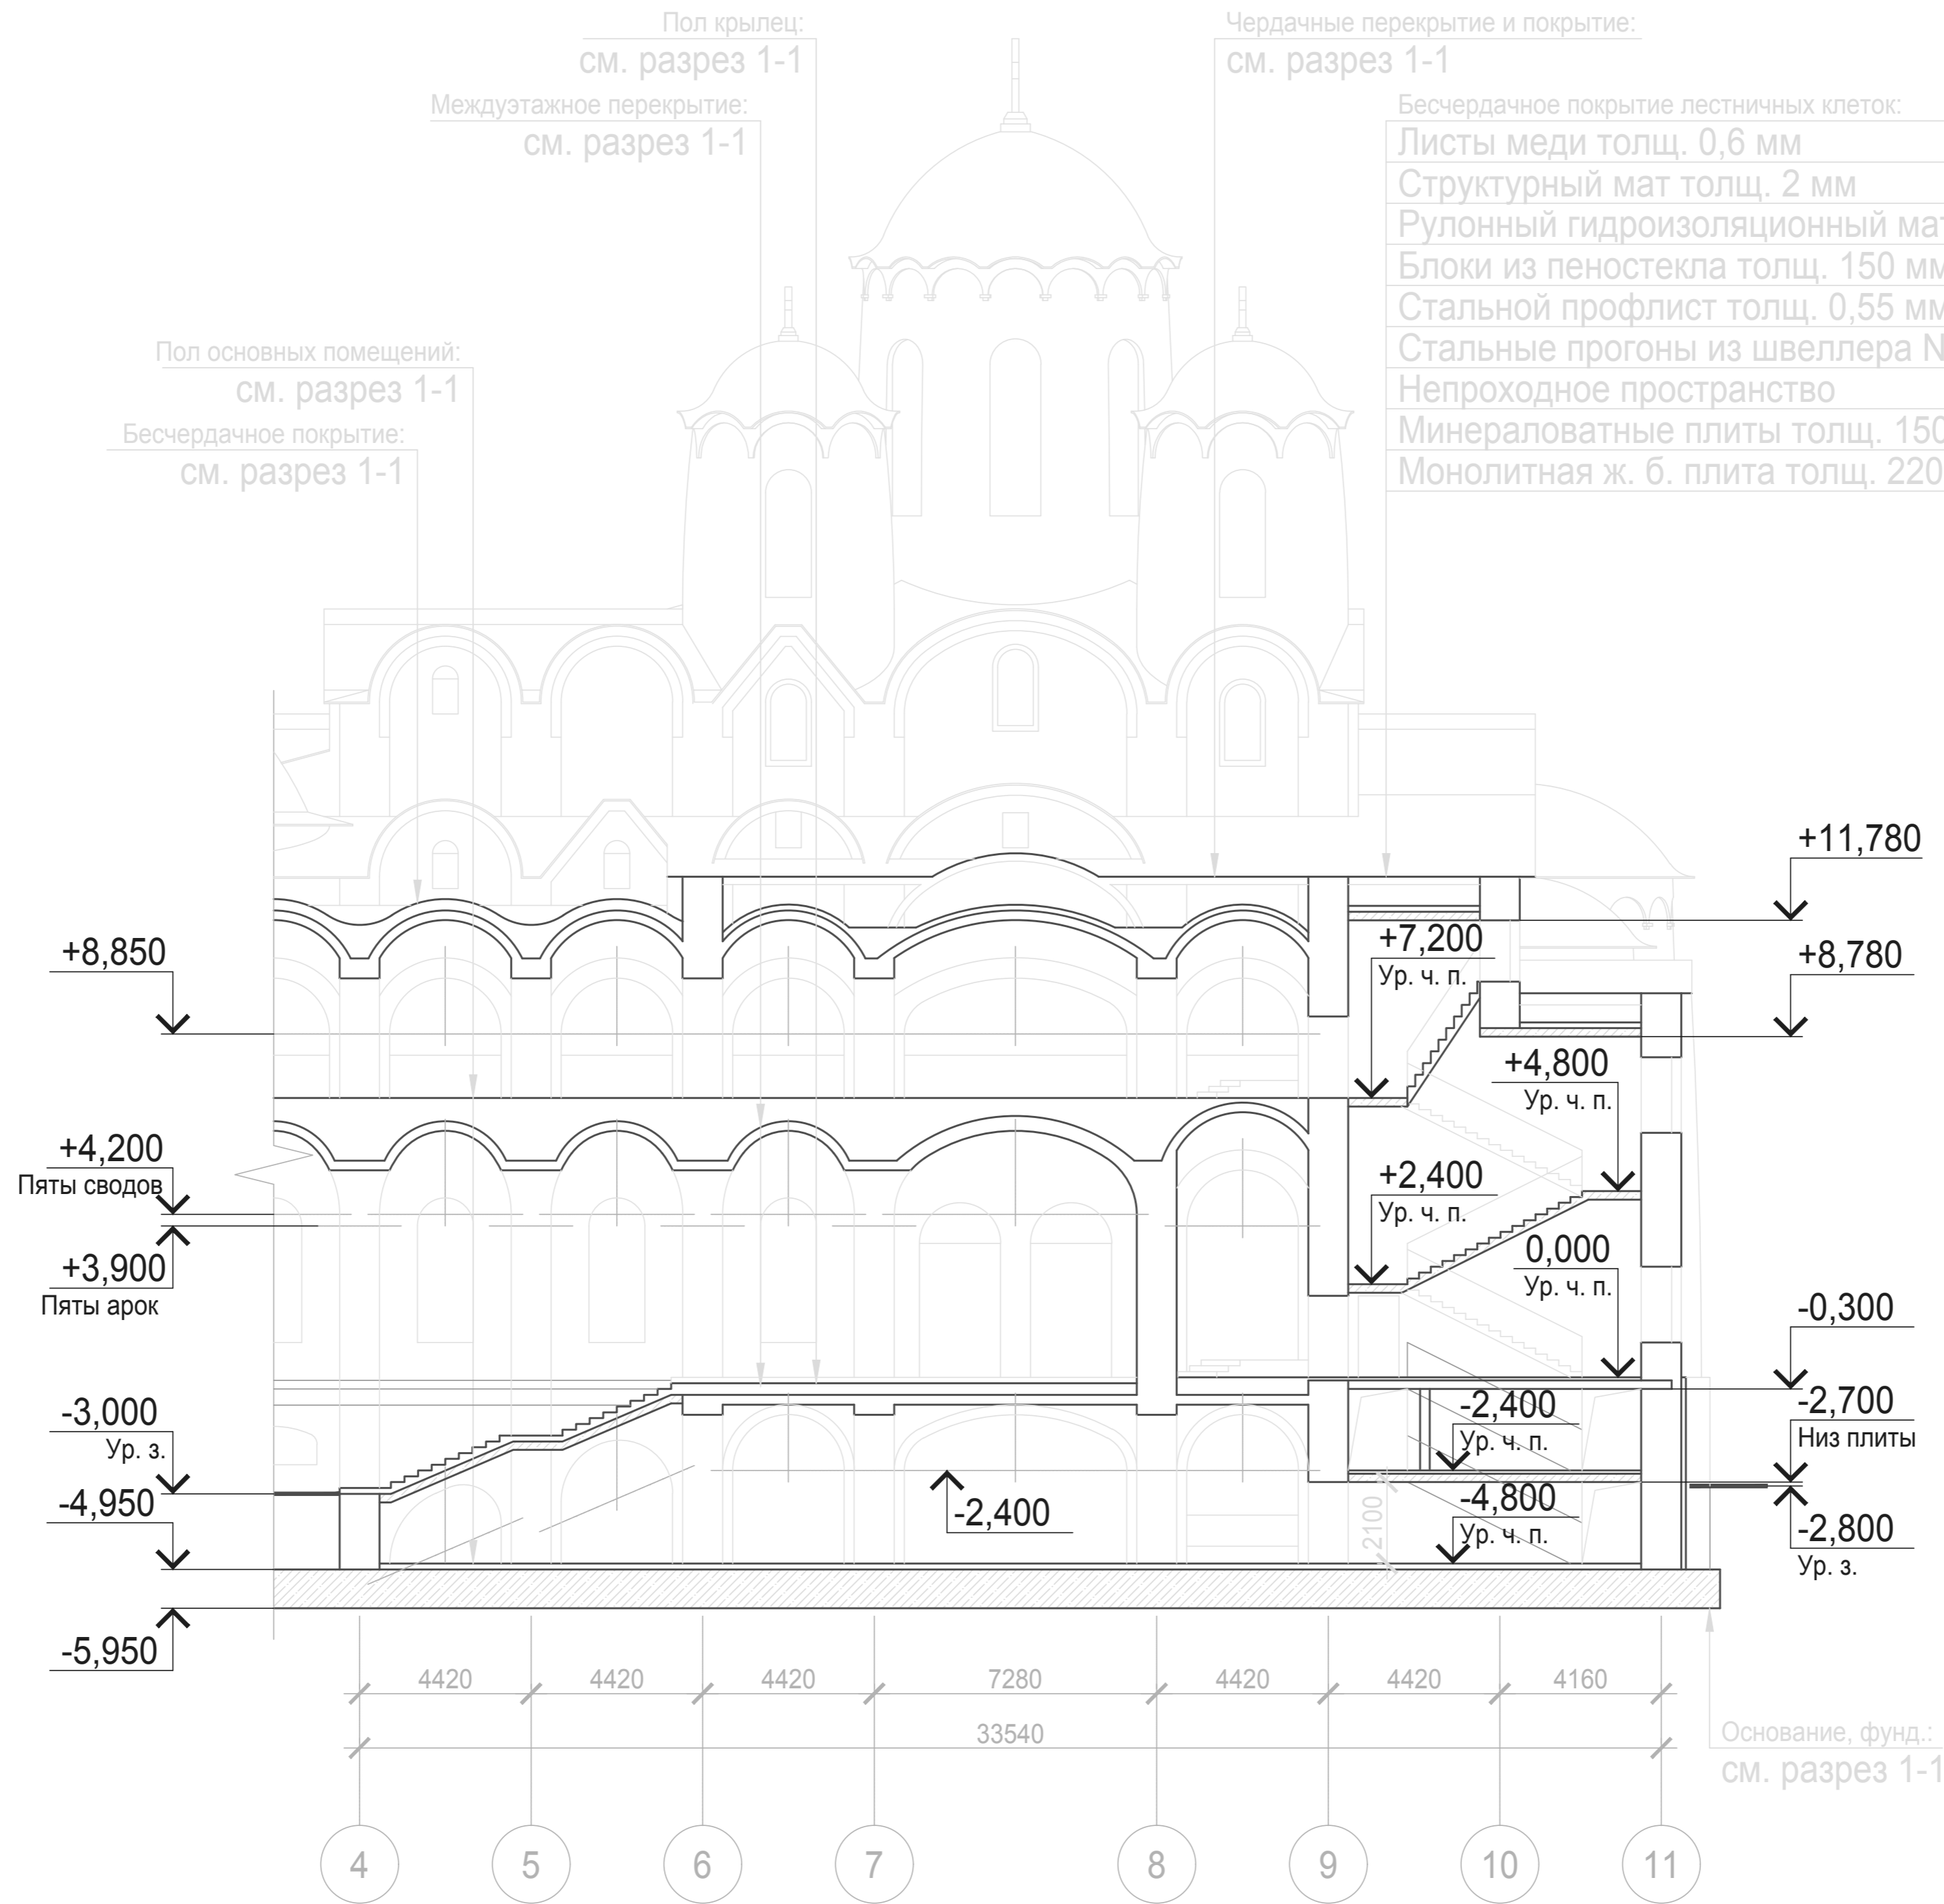 Пол крылец:
см. разрез 1-1
Чердачные перекрытие и покрытие:
см. разрез 1-1
Междуэтажное перекрытие:
см. разрез 1-1
Бесчердачное покрытие лестничных клеток:
Листы меди толщ. 0,6 мм
Структурный мат толщ. 2 мм
Рулонный гидроизоляционный мат
Блоки из пеностекла толщ. 150 мм
Стальной профлист толщ. 0,55 мм
Стальные прогоны из швеллера N
Непроходное пространство
Минераловатные плиты толщ. 150
Монолитная ж. б. плита толщ. 220
Пол основных помещений:
см. разрез 1-1
Бесчердачное покрытие:
см. разрез 1-1
+11,780
+8,850
+7,200
Ур. ч. п.
+8,780
+4,800
Ур. ч. п.
+4,200
Пяты сводов
+2,400
Ур. ч. п.
+3,900
Пяты арок
0,000
Ур. ч. п.
-0,300
-3,000
Ур. з.
-2,400
Ур. ч. п.
-2,700
Низ плиты
-4,950
-2,400
2100
-4,800
Ур. ч. п.
-2,800
Ур. з.
-5,950
4420
4420
4420
7280
4420
4420
4160
33540
Основание, фунд.:
см. разрез 1-1
4
5
6
7
8
9
10
11